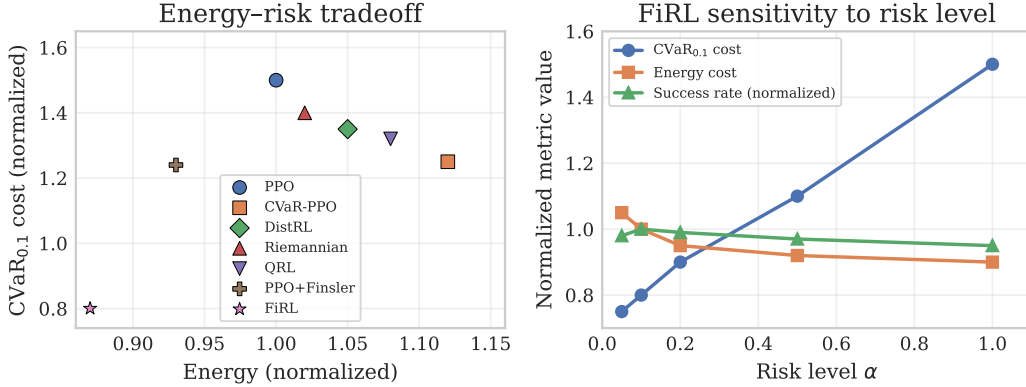 Energy–risk tradeoff
CVaR0.1 cost (normalized)
1.6
1.4
1.2
1.0
0.8
PPO
CVaR-PPO
DistRL
Riemannian
QRL
PPO+Finsler
FiRL
0.90 0.95 1.00 1.05 1.10 1.15
Energy (normalized)
FiRL sensitivity to risk level
Normalized metric value
1.6
1.4
1.2
1.0
0.8
CVaR0.1 cost
Energy cost
Success rate (normalized)
0.0 0.2 0.4 0.6 0.8 1.0
Risk level α